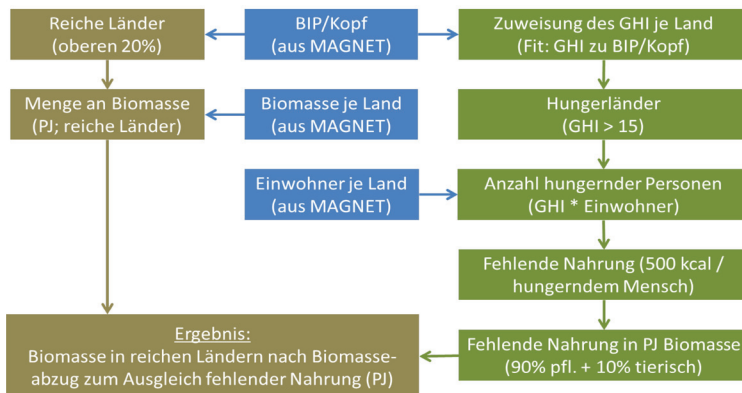 Reiche Länder
(oberen 20%)
BIP/Kopf
(aus MAGNET)
Zuweisung des GHI je Land
(Fit: GHI zu BIP/Kopf)
Menge an Biomasse
(PJ; reiche Länder)
Biomasse je Land
(aus MAGNET)
Hungerländer
(GHI > 15)
Einwohner je Land
(aus MAGNET)
Anzahl hungernder Personen
(GHI * Einwohner)
Fehlende Nahrung (500 kcal /
hungerndem Mensch)
Ergebnis:
Biomasse in reichen Ländern nach Biomasse-
abzug zum Ausgleich fehlender Nahrung (PJ)
Fehlende Nahrung in PJ Biomasse
(90% pfl. + 10% tierisch)